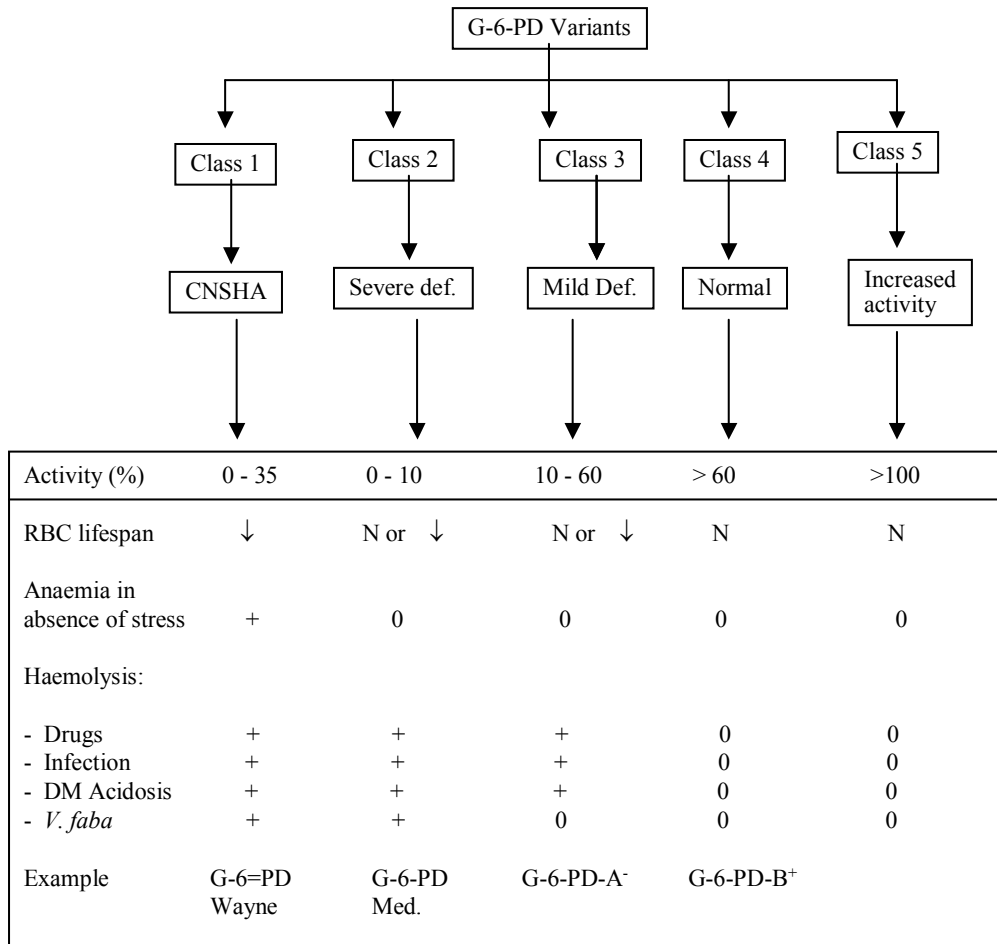 G-6-PD Variants
Class 1 Class 2 Class 3 Class 4 Class 5
CNSHA Severe def. Mild Def. Normal Increased
activity
Activity (%) 0 - 35 0 - 10 10 - 60 > 60 >100
RBC lifespan ↓ N or ↓ N or ↓ N N
Anaemia in
absence of stress + 0 0 0 0
Haemolysis:
- Drugs + + + 0 0
- Infection + + + 0 0
- DM Acidosis + + + 0 0
- V. faba + + 0 0 0
Example G-6=PD G-6-PD G-6-PD-A⁻ G-6-PD-B⁺
Wayne Med.